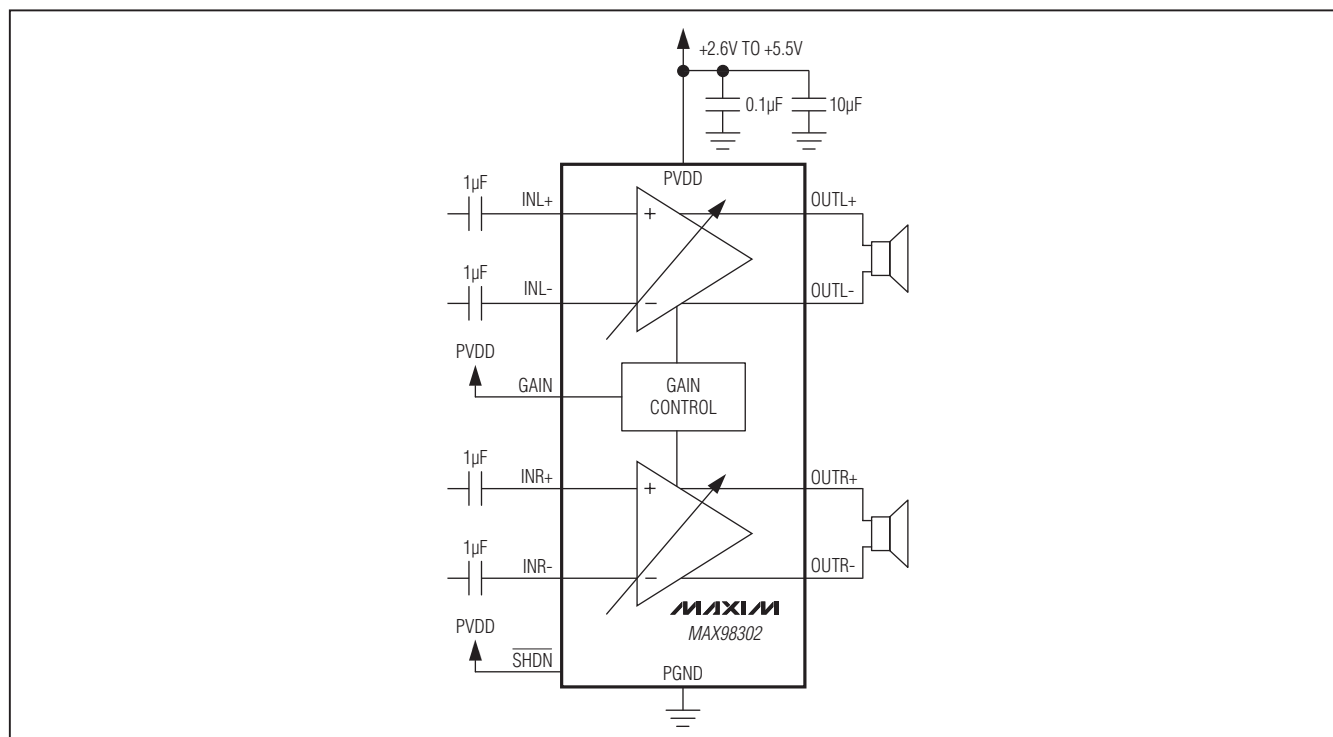 +2.6V TO +5.5V
0.1µF
10µF
PVDD
1µF
INL+
+
OUTL+
1µF
INL-
−
OUTL-
PVDD
GAIN
GAIN
CONTROL
1µF
INR+
+
OUTR+
1µF
INR-
−
OUTR-
MAXIM
MAX98302
PVDD
SHDN
PGND